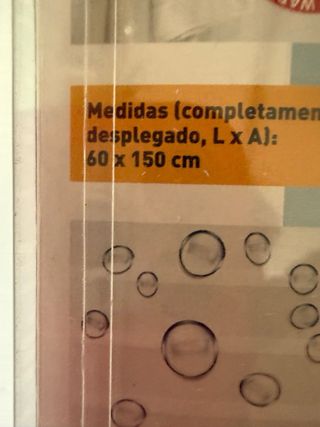 Medidas (completamen
desplegado, L x A):
60 x 150 cm